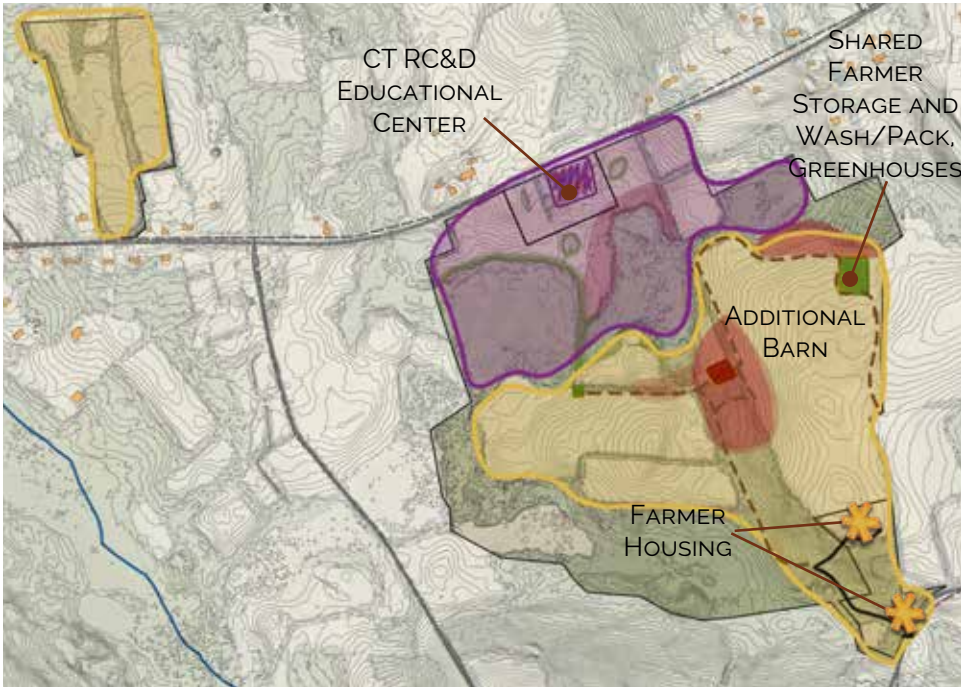 CT RC&D
EDUCATIONAL
CENTER
SHARED
FARMER
STORAGE AND
WASH/PACK,
GREENHOUSES
ADDITIONAL
BARN
FARMER
HOUSING